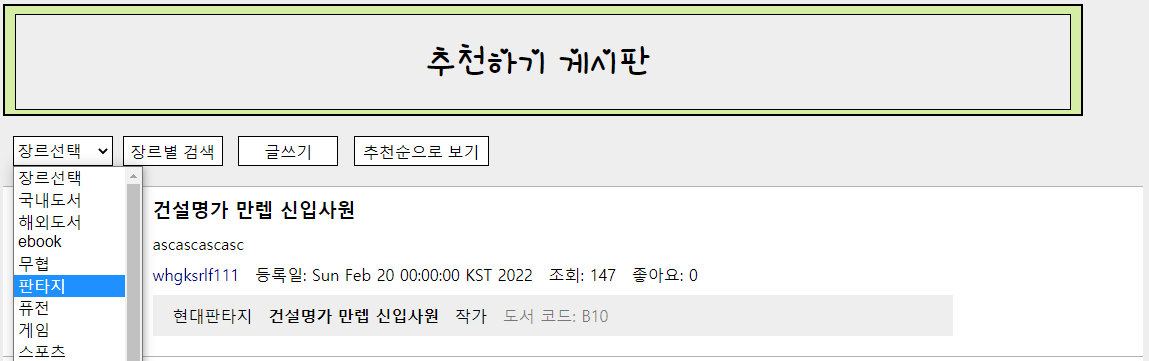 추천하기 게시판
장르선택 장르별 검색 글쓰기 추천순으로 보기
장르선택
국내도서
해외도서
ebook
무협
판타지
퓨전
게임
스포츠
건설명가 만렙 신입사원
ascascascasc
whgksrlf111 등록일: Sun Feb 20 00:00:00 KST 2022 조회: 147 좋아요: 0
현대판타지 건설명가 만렙 신입사원 작가 도서 코드: B10